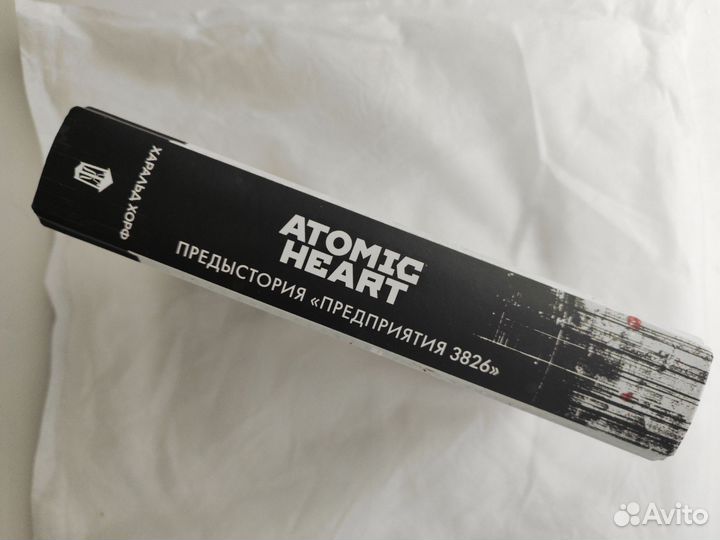 ХАРАЛЬД ХОРФ
ATOMIC
HEART
ПРЕДЫСТОРИЯ «ПРЕДПРИЯТИЯ 3826»
Avito